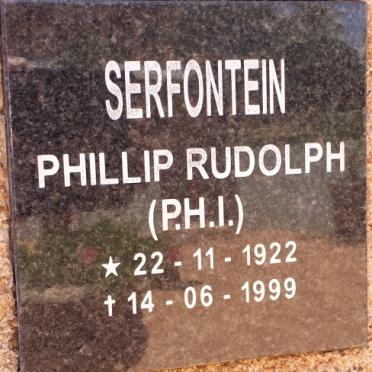 SERFONTEIN
PHILLIP RUDOLPH
(P.H.I.)
★ 22 - 11 - 1922
† 14 - 06 - 1999